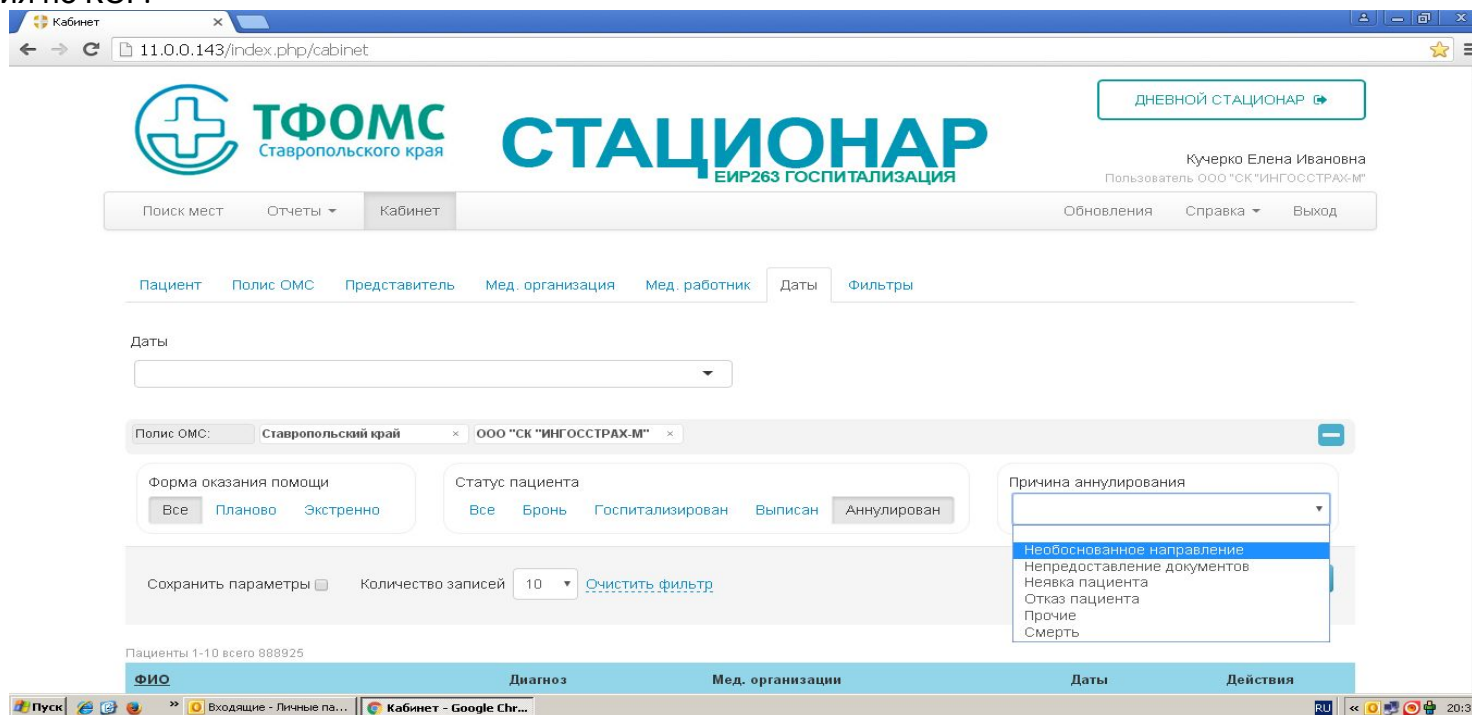 Кабинет
11.0.0.143/index.php/cabinet
ТФОМС
Ставропольского края
СТАЦИОНАР
ЕИР263 ГОСПИТАЛИЗАЦИЯ
ДНЕВНОЙ СТАЦИОНАР
Кучерко Елена Ивановна
Пользователь ООО "СК "ИНГОССТРАХ-М"
Поиск мест Отчеты Кабинет Обновления Справка Выход
Пациент Полис ОМС Представитель Мед. организация Мед. работник Даты Фильтры
Даты
Полис ОМС: Ставропольский край × ООО "СК "ИНГОССТРАХ-М" ×
Форма оказания помощи Статус пациента Причина аннулирования
Все Планово Экстренно Все Бронь Госпитализирован Выписан Аннулирован
Необоснованное направление
Непредоставление документов
Неявка пациента
Отказ пациента
Прочие
Смерть
Сохранить параметры Количество записей 10 Очистить фильтр
Пациенты 1-10 всего 888925
ФИО Диагноз Мед. организации Даты Действия
Пуск » Входящие - Личные па... Кабинет - Google Chr... RU « 20:3